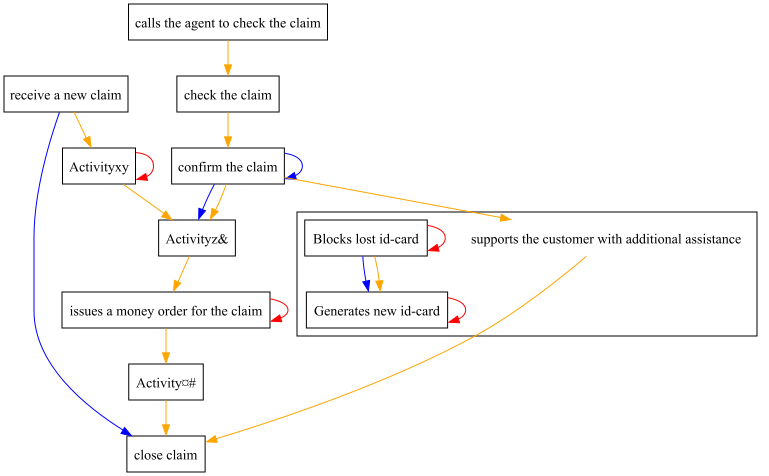 calls the agent to check the claim
receive a new claim
check the claim
Activityxy
confirm the claim
Activityz&
Blocks lost id-card
supports the customer with additional assistance
issues a money order for the claim
Generates new id-card
Activity¤#
close claim